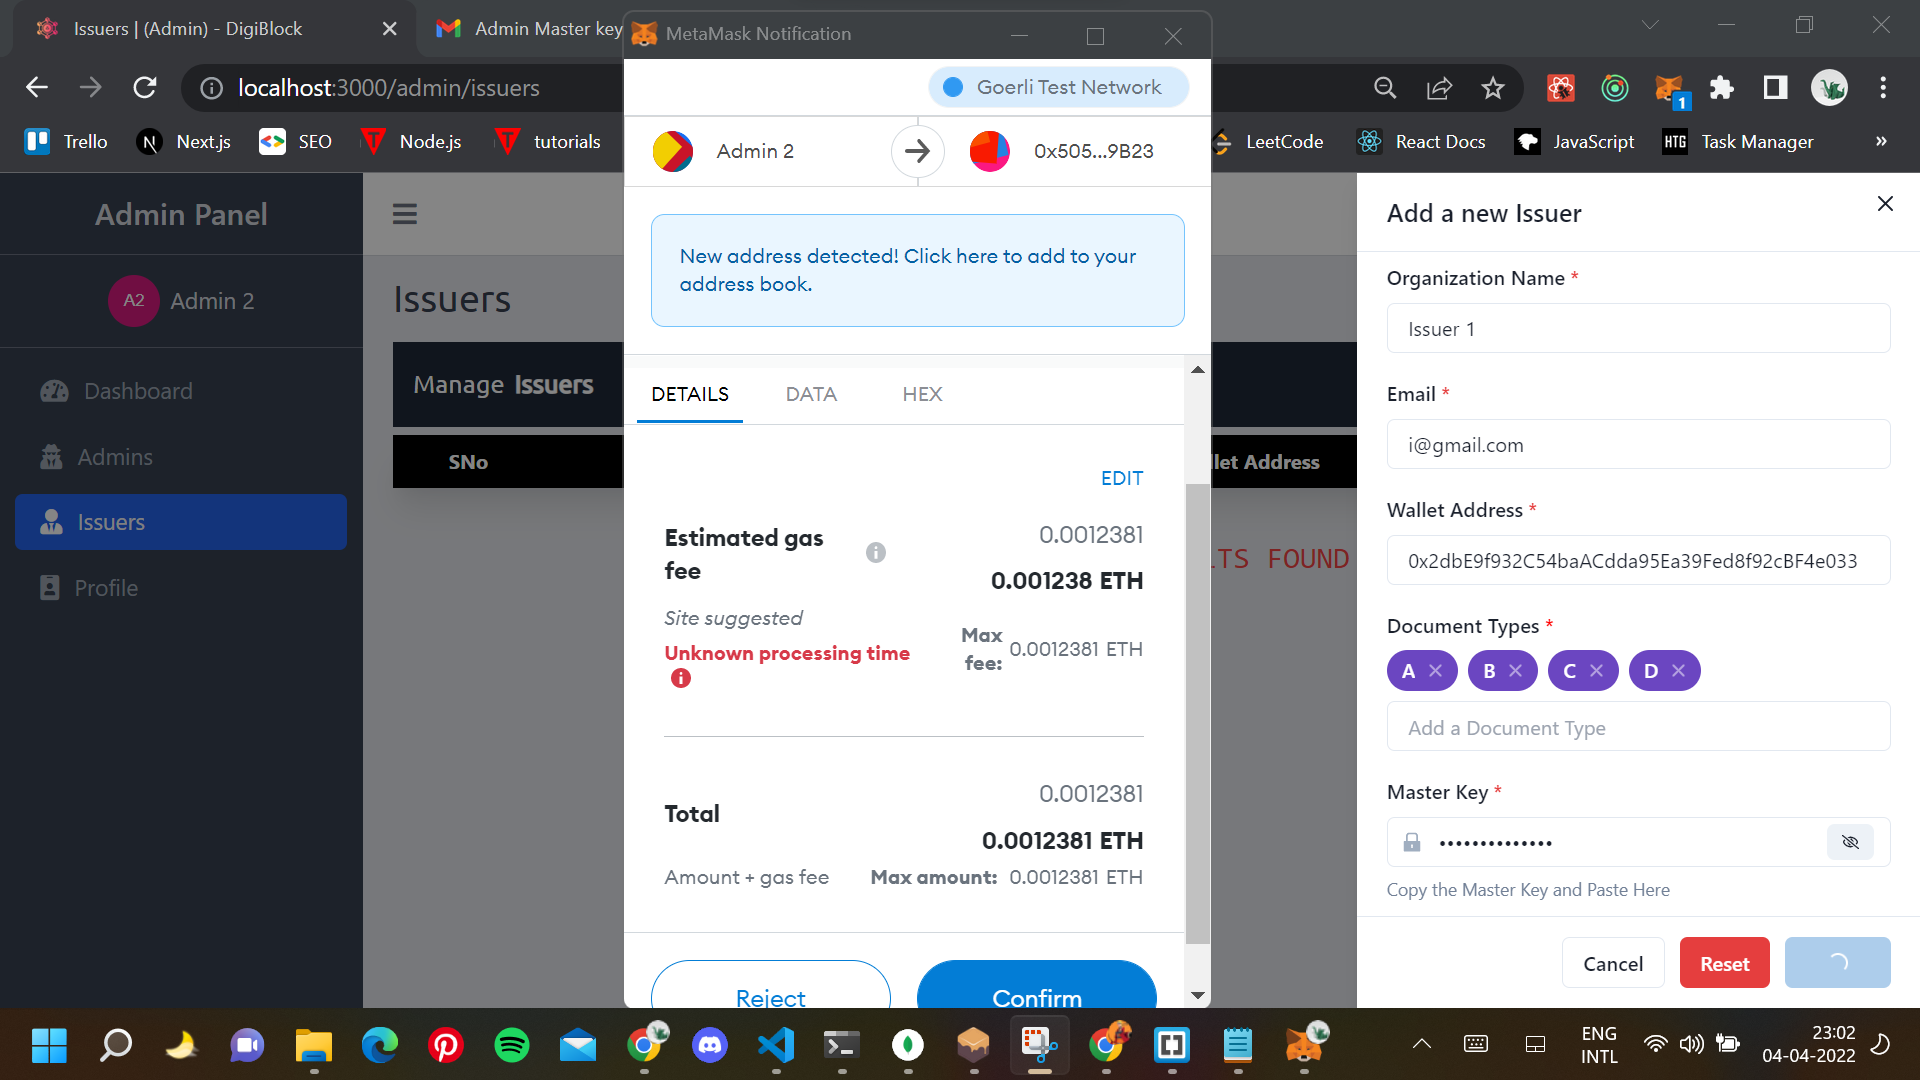 Issuers | (Admin) - DigiBlock
Admin Master key
MetaMask Notification
localhost:3000/admin/issuers
Goerli Test Network
1
Trello
Next.js
SEO
Node.js
tutorials
LeetCode
React Docs
JavaScript
HTG
Task Manager
»
Admin 2
0x505...9B23
Admin Panel
A2
Admin 2
Dashboard
Admins
Issuers
Profile
Issuers
Manage Issuers
SNo
llet Address
LTS FOUND
New address detected! Click here to add to your
address book.
DETAILS
DATA
HEX
EDIT
Estimated gas
fee
0.0012381
0.001238 ETH
Site suggested
Unknown processing time
Max
fee:
0.0012381 ETH
Total
0.0012381
0.0012381 ETH
Amount + gas fee
Max amount: 0.0012381 ETH
Reject
Confirm
Add a new Issuer
Organization Name *
Issuer 1
Email *
i@gmail.com
Wallet Address *
0x2dbE9f932C54baACdda95Ea39Fed8f92cBF4e033
Document Types *
A
B
C
D
Add a Document Type
Master Key *
••••••••••••••
Copy the Master Key and Paste Here
Cancel
Reset
ENG
INTL
23:02
04-04-2022